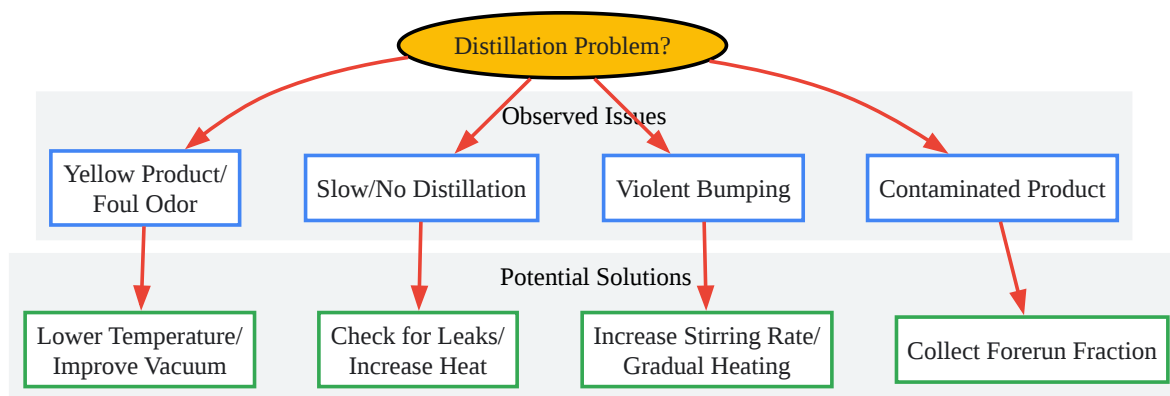 Distillation Problem?
Observed Issues
Yellow Product/
Foul Odor
Slow/No Distillation
Violent Bumping
Contaminated Product
Potential Solutions
Lower Temperature/
Improve Vacuum
Check for Leaks/
Increase Heat
Increase Stirring Rate/
Gradual Heating
Collect Forerun Fraction